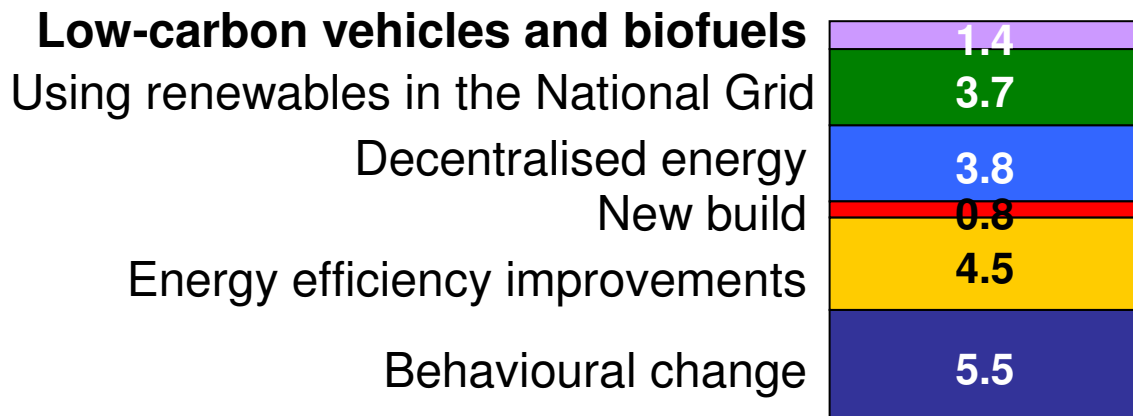 Low-carbon vehicles and biofuels 1.4
Using renewables in the National Grid 3.7
Decentralised energy 3.8
New build 0.8
Energy efficiency improvements 4.5
Behavioural change 5.5